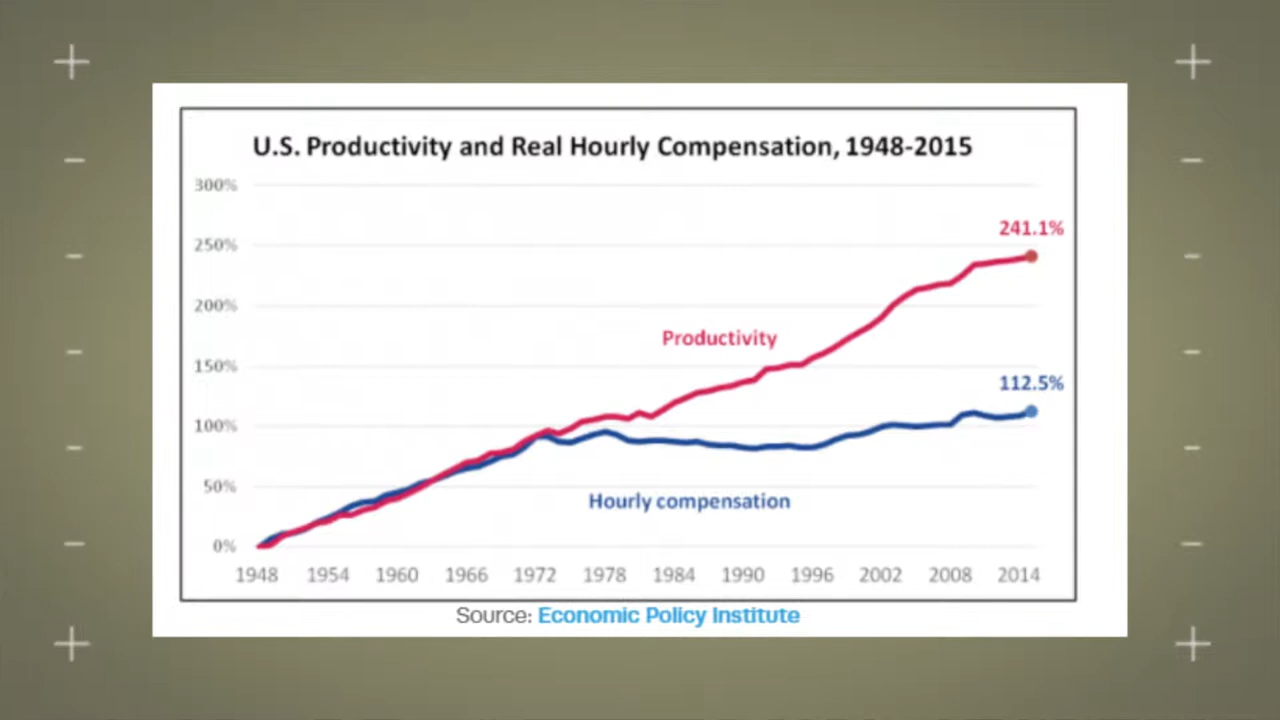 U.S. Productivity and Real Hourly Compensation, 1948-2015
300%
241.1%
250%
200%
Productivity
150%
112.5%
100%
50%
Hourly compensation
0%
1948 1954 1960 1966 1972 1978 1984 1990 1996 2002 2008 2014
Source: Economic Policy Institute